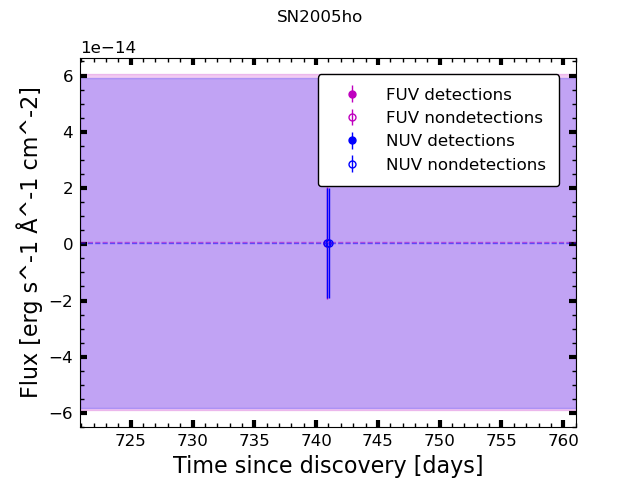 SN2005ho
1e−14
FUV detections
FUV nondetections
NUV detections
NUV nondetections
6
4
2
0
−2
−4
−6
Flux [erg s^-1 Å^-1 cm^-2]
725 730 735 740 745 750 755 760
Time since discovery [days]